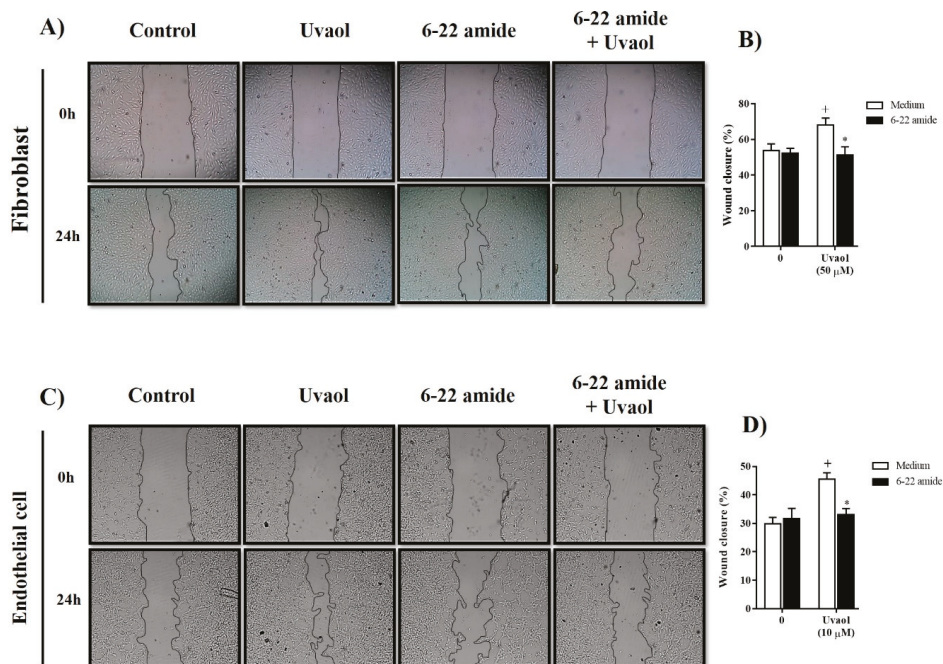 A)
Control
Uvaol
6-22 amide
6-22 amide
+ Uvaol
Fibroblast
0h
24h
B)
Wound closure (%)
80
60
40
20
0
0
Uvaol
(50 µM)
Medium
6-22 amide
+
*
C)
Control
Uvaol
6-22 amide
6-22 amide
+ Uvaol
Endothelial cell
0h
24h
D)
Wound closure (%)
50
40
30
20
10
0
0
Uvaol
(10 µM)
Medium
6-22 amide
+
*